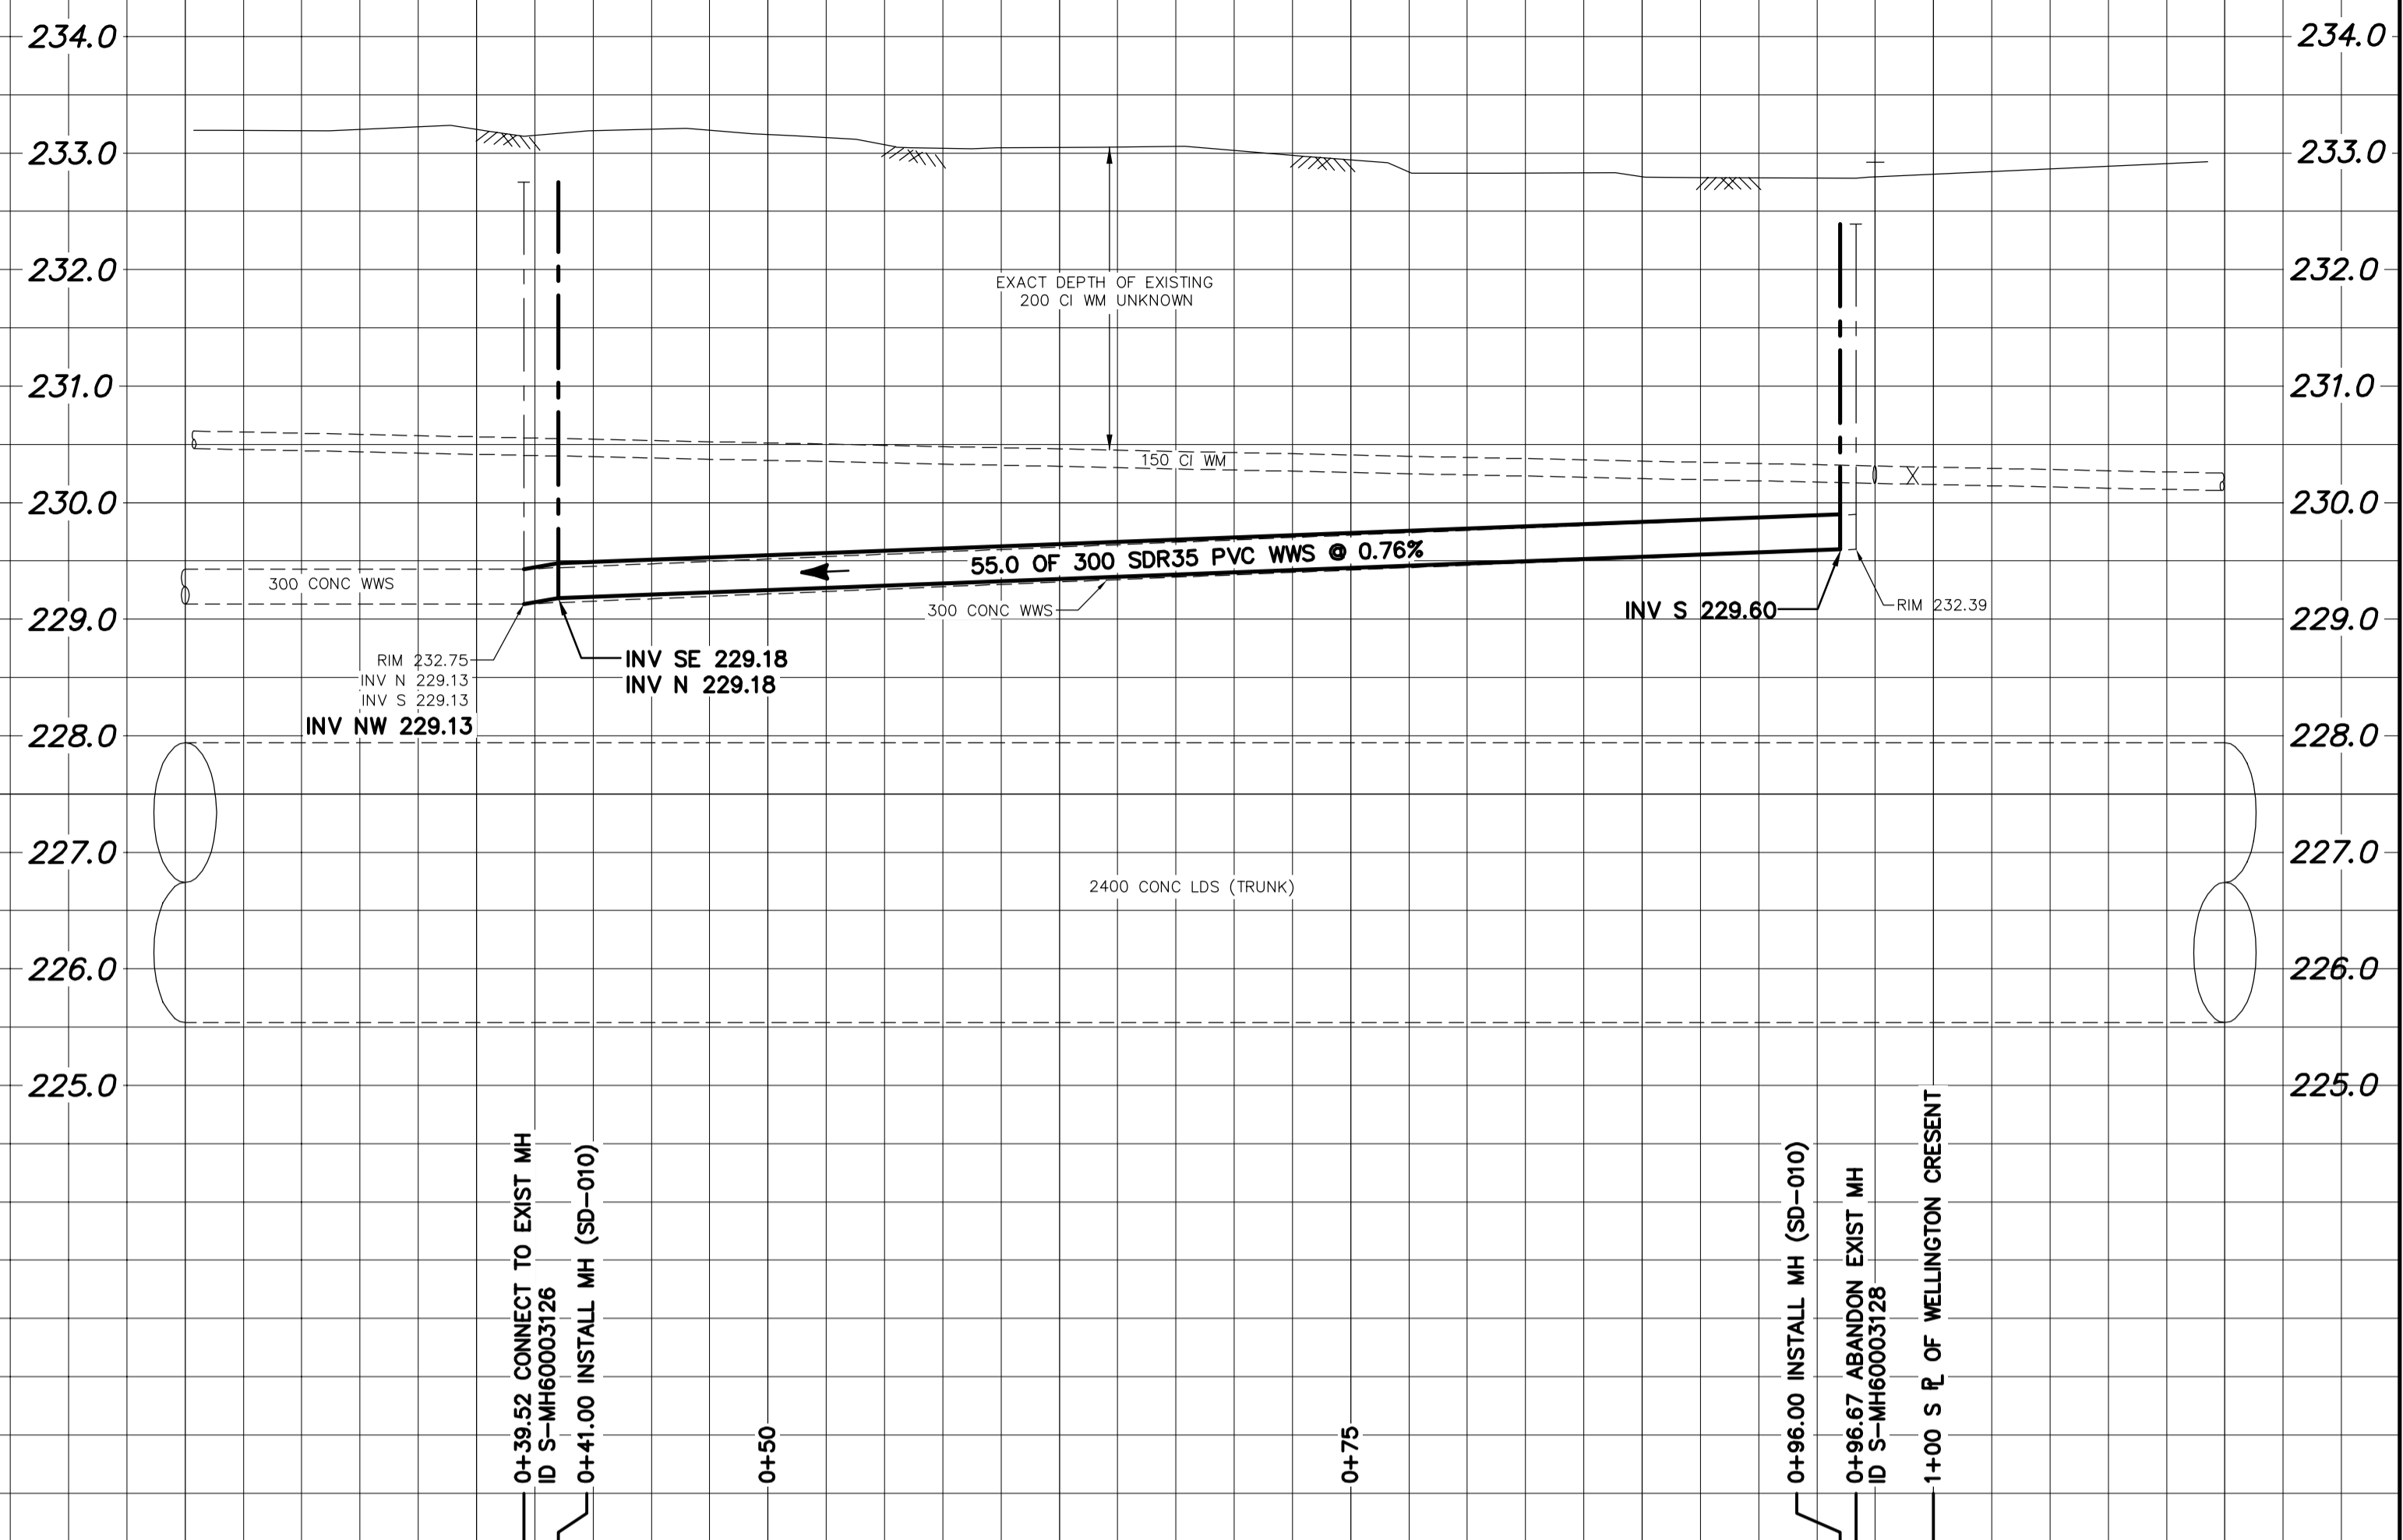 234.0
234.0
233.0
233.0
232.0
232.0
EXACT DEPTH OF EXISTING
200 CI WM UNKNOWN
231.0
231.0
150 CI WM
230.0
230.0
55.0 OF 300 SDR35 PVC WWS @ 0.76%
300 CONC WWS
300 CONC WWS
INV S 229.60
RIM 232.39
229.0
229.0
RIM 232.75
INV N 229.13
INV S 229.13
INV NW 229.13
INV SE 229.18
INV N 229.18
228.0
228.0
227.0
227.0
2400 CONC LDS (TRUNK)
226.0
226.0
225.0
225.0
0+39.52 CONNECT TO EXIST MH
ID S-MH60003126
0+41.00 INSTALL MH (SD-010)
0+50
0+75
0+96.00 INSTALL MH (SD-010)
0+96.67 ABANDON EXIST MH
ID S-MH60003128
1+00 S PL OF WELLINGTON CRESENT